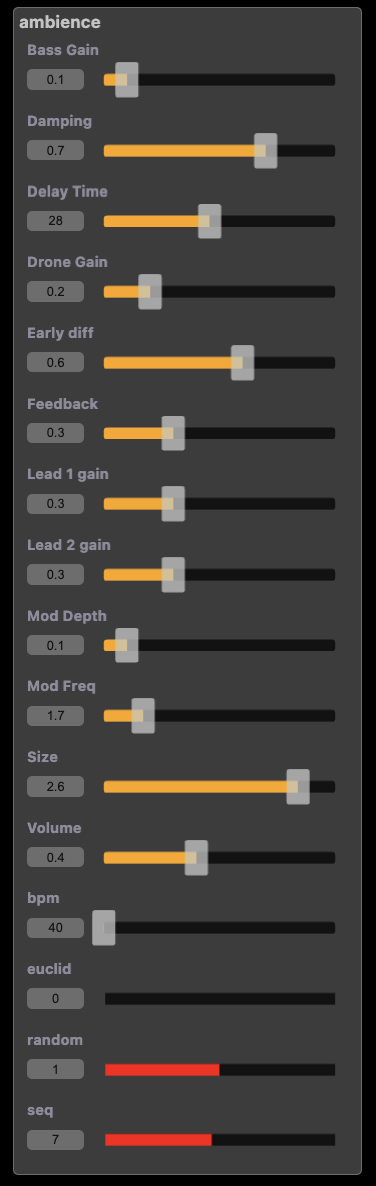 ambience
Bass Gain
0.1
Damping
0.7
Delay Time
28
Drone Gain
0.2
Early diff
0.6
Feedback
0.3
Lead 1 gain
0.3
Lead 2 gain
0.3
Mod Depth
0.1
Mod Freq
1.7
Size
2.6
Volume
0.4
bpm
40
euclid
0
random
1
seq
7